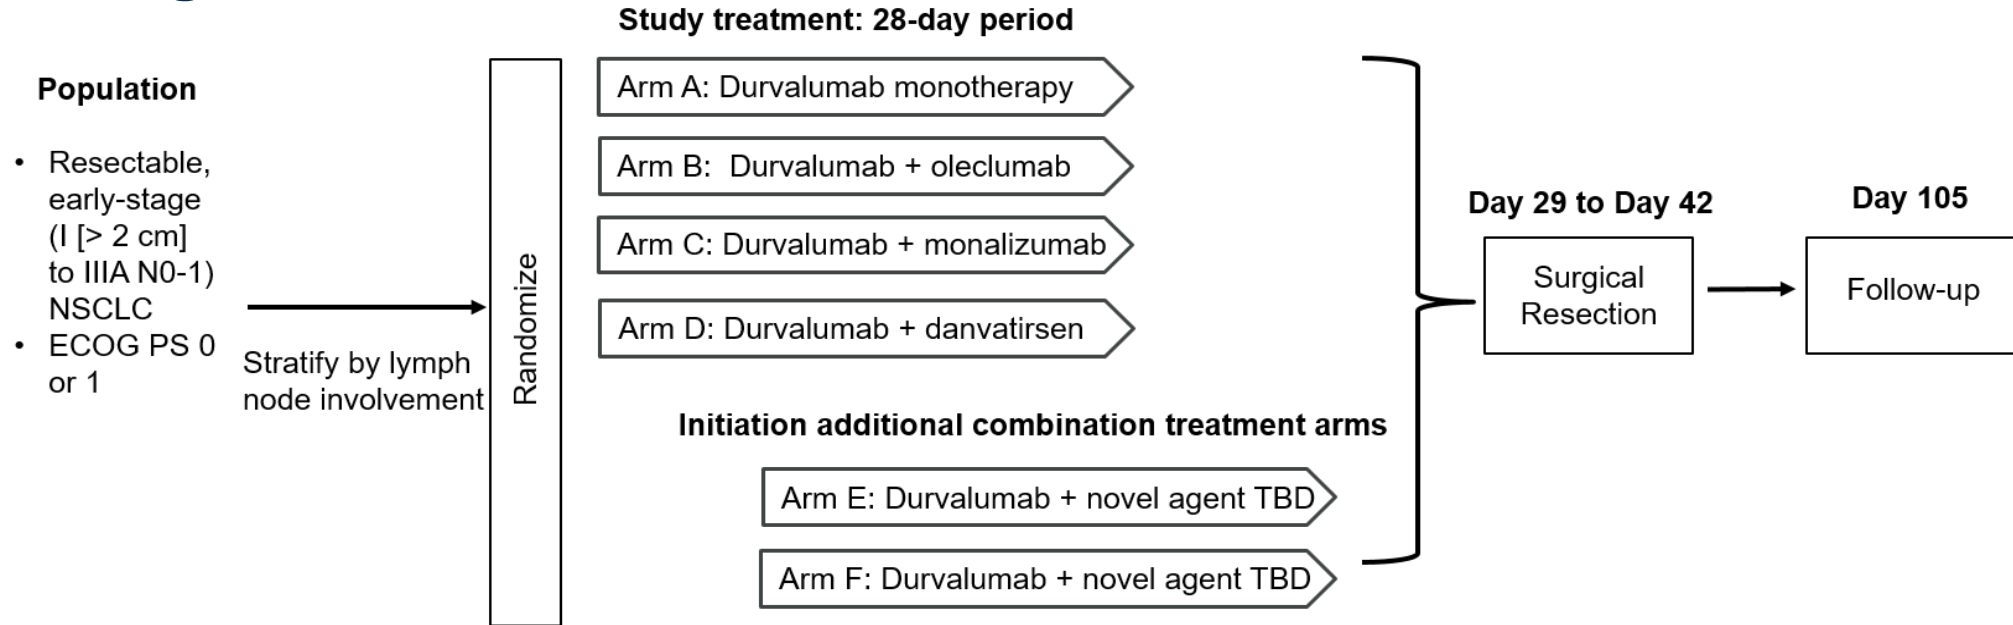 Study treatment: 28-day period
Population
• Resectable,
early-stage
(I [> 2 cm]
to IIIA N0-1)
NSCLC
• ECOG PS 0
or 1
Stratify by lymph
node involvement
Randomize
Arm A: Durvalumab monotherapy
Arm B:  Durvalumab + oleclumab
Arm C: Durvalumab + monalizumab
Arm D: Durvalumab + danvatirsen
Initiation additional combination treatment arms
Arm E: Durvalumab + novel agent TBD
Arm F: Durvalumab + novel agent TBD
Day 29 to Day 42
Surgical
Resection
Day 105
Follow-up